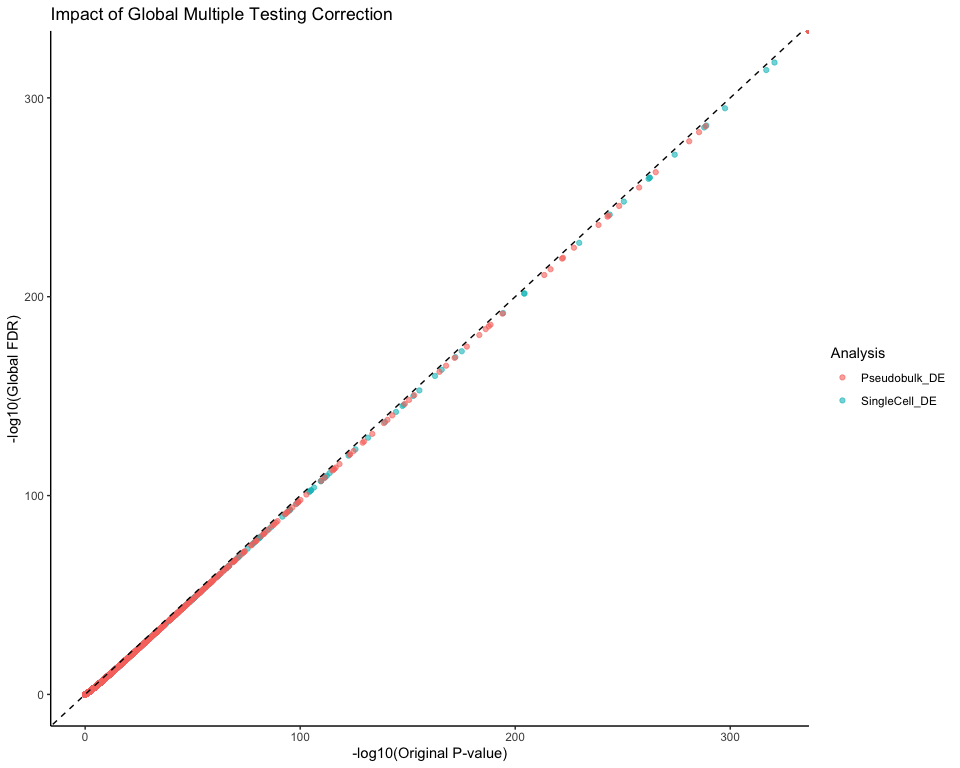 Impact of Global Multiple Testing Correction
-log10(Global FDR)
300
200
100
0
0
100
200
300
-log10(Original P-value)
Analysis
Pseudobulk_DE
SingleCell_DE